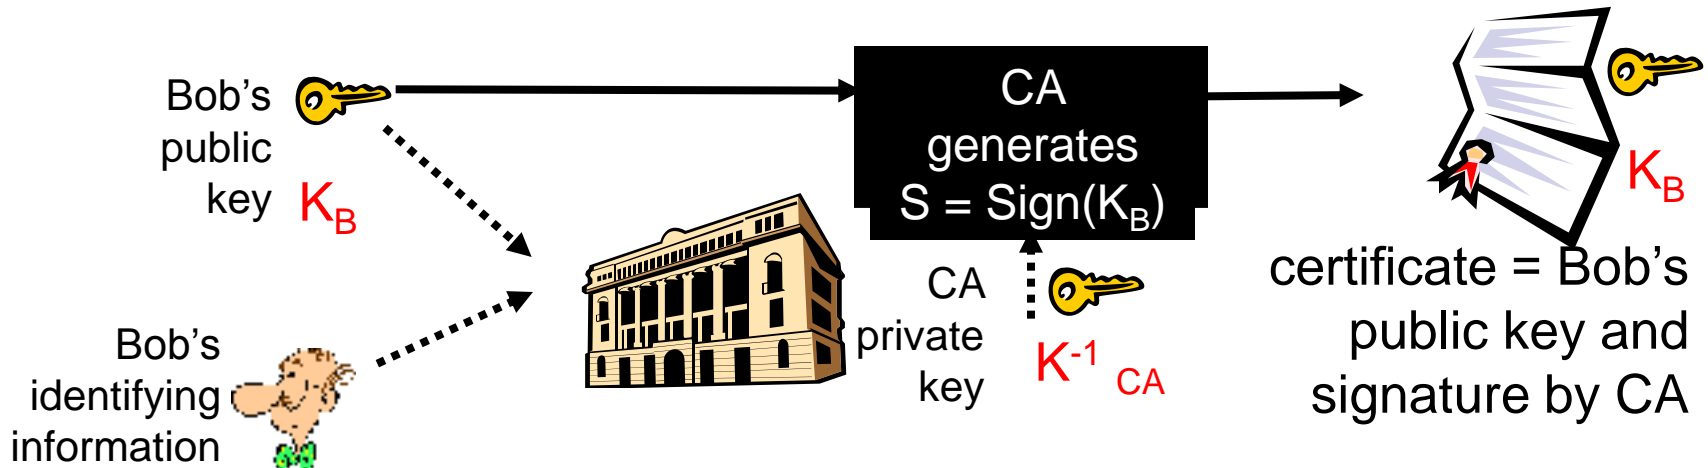 Bob's
public
key K_B
Bob's
identifying
information
CA
generates
S = Sign(K_B)
CA
private
key K^-1 _CA
K_B
certificate = Bob's
public key and
signature by CA